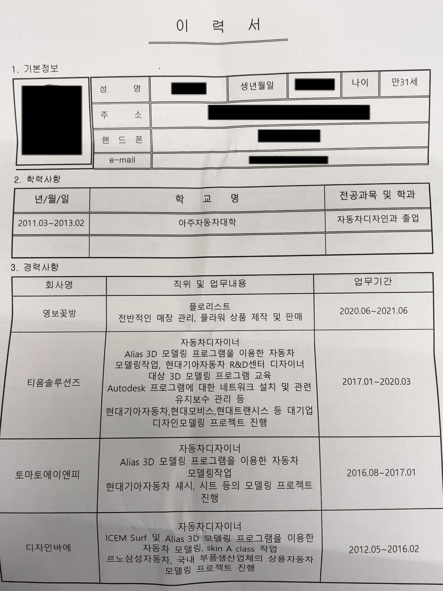 이 력 서
1. 기본정보
성 명
생년월일
나이
만31세
주 소
핸 드 폰
e-mail
2. 학력사항
년/월/일
학 교 명
전공과목 및 학과
2011.03~2013.02
아주자동차대학
자동차디자인과 졸업
3. 경력사항
회사명
직위 및 업무내용
업무기간
영보꽃방
플로리스트
전반적인 매장 관리, 플라워 상품 제작 및 판매
2020.06~2021.06
티움솔루션즈
자동차디자이너
Alias 3D 모델링 프로그램을 이용한 자동차
모델링작업, 현대기아자동차 R&D센터 디자이너
대상 3D 모델링 프로그램 교육
Autodesk 프로그램에 대한 네트워크 설치 및 관련
유지보수 관리 등
현대기아자동차,현대모비스,현대트랜시스 등 대기업
디자인모델링 프로젝트 진행
2017.01~2020.03
토마토에이앤피
자동차디자이너
Alias 3D 모델링 프로그램을 이용한 자동차
모델링작업
현대기아자동차 섀시, 시트 등의 모델링 프로젝트
진행
2016.08~2017.01
디자인바에
자동차디자이너
ICEM Surf 및 Alias 3D 모델링 프로그램을 이용한
자동차 모델링, skin A class 작업
르노삼성자동차, 국내 부품생산업체의 상용자동차
모델링 프로젝트 진행
2012.05~2016.02